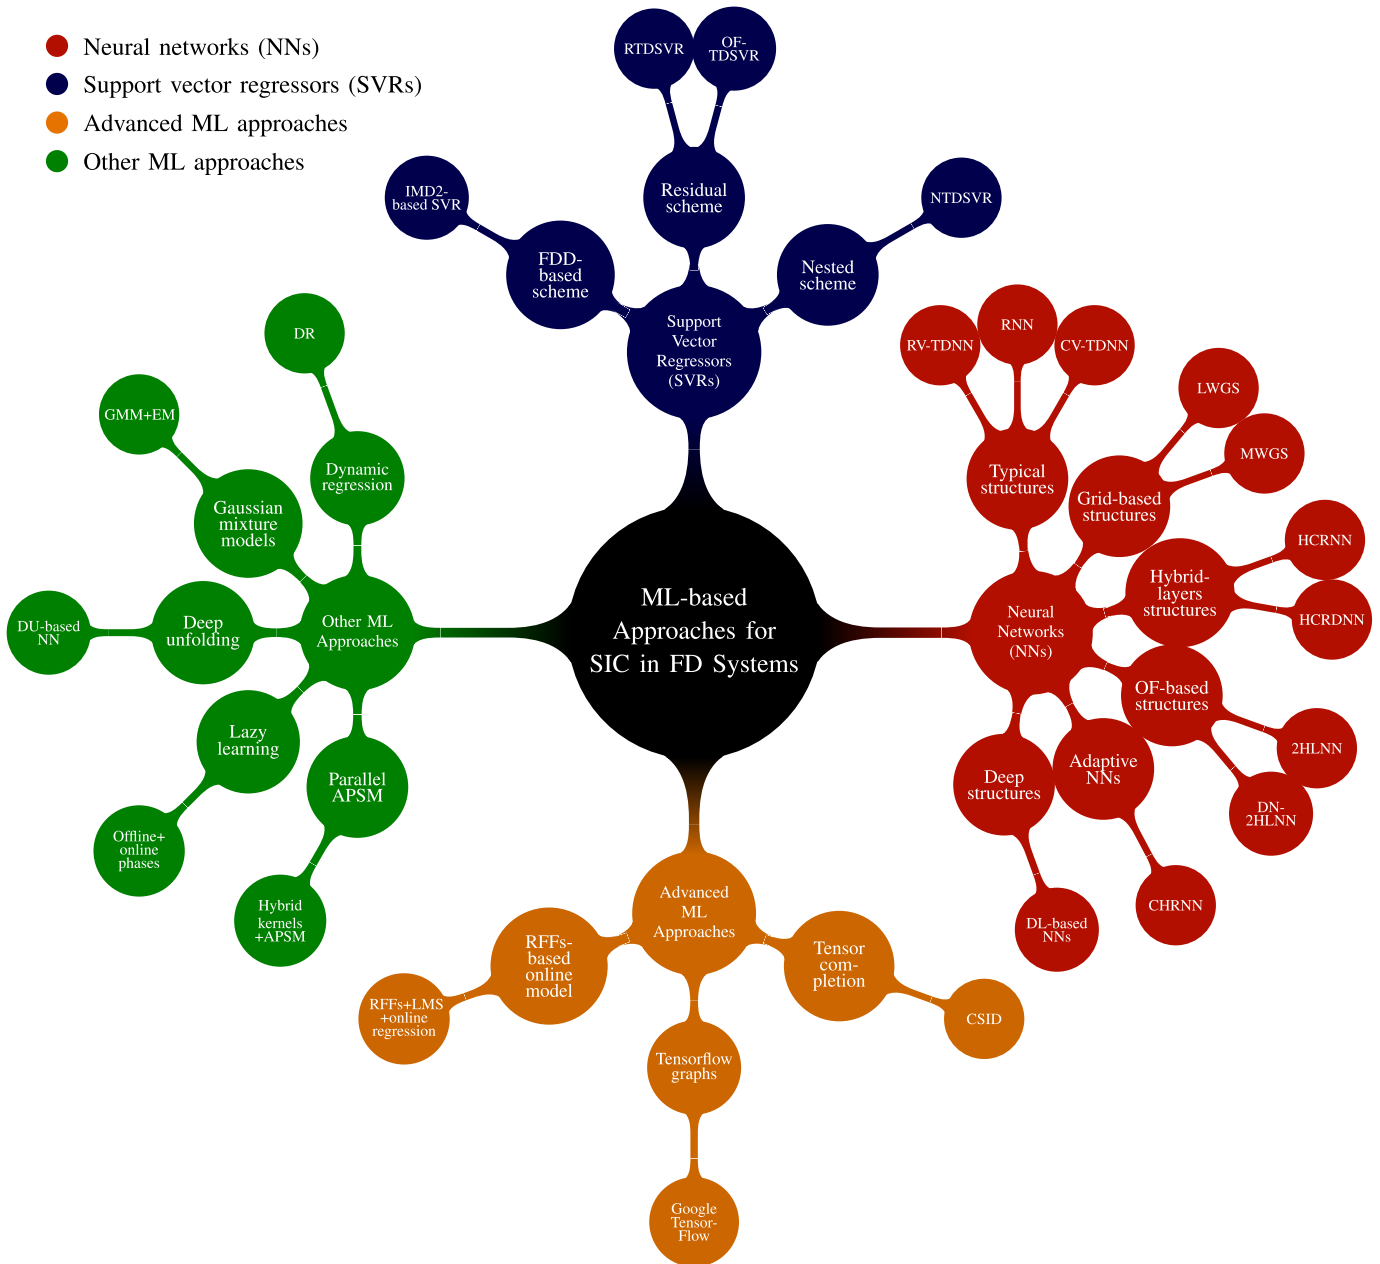 Neural networks (NNs)
Support vector regressors (SVRs)
Advanced ML approaches
Other ML approaches
RTDSVR
OF-
TDSVR
IMD2-
based SVR
Residual
scheme
NTDSVR
FDD-
based
scheme
Nested
scheme
Support
Vector
Regressors
(SVRs)
DR
GMM+EM
Dynamic
regression
Gaussian
mixture
models
DU-based
NN
Deep
unfolding
Other ML
Approaches
Lazy
learning
Parallel
APSM
Offline+
online
phases
Hybrid
kernels
+APSM
ML-based
Approaches for
SIC in FD Systems
RV-TDNN
RNN
CV-TDNN
LWGS
MWGS
Typical
structures
Grid-based
structures
HCRNN
Hybrid-
layers
structures
HCRDNN
Neural
Networks
(NNs)
OF-based
structures
2HLNN
DN-
2HLNN
Adaptive
NNs
Deep
structures
CHRNN
DL-based
NNs
Advanced
ML
Approaches
RFFs-
based
online
model
Tensor
com-
pletion
RFFs+LMS
+online
regression
CSID
Tensorflow
graphs
Google
Tensor-
Flow